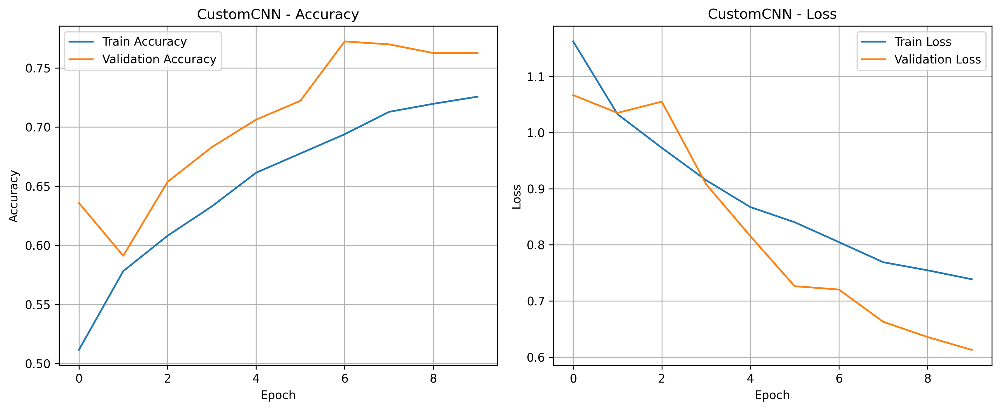 CustomCNN - Accuracy
Train Accuracy
Validation Accuracy
0.75
0.70
0.65
0.60
0.55
0.50
Accuracy
0 2 4 6 8
Epoch
CustomCNN - Loss
Train Loss
Validation Loss
1.1
1.0
0.9
0.8
0.7
0.6
Loss
0 2 4 6 8
Epoch